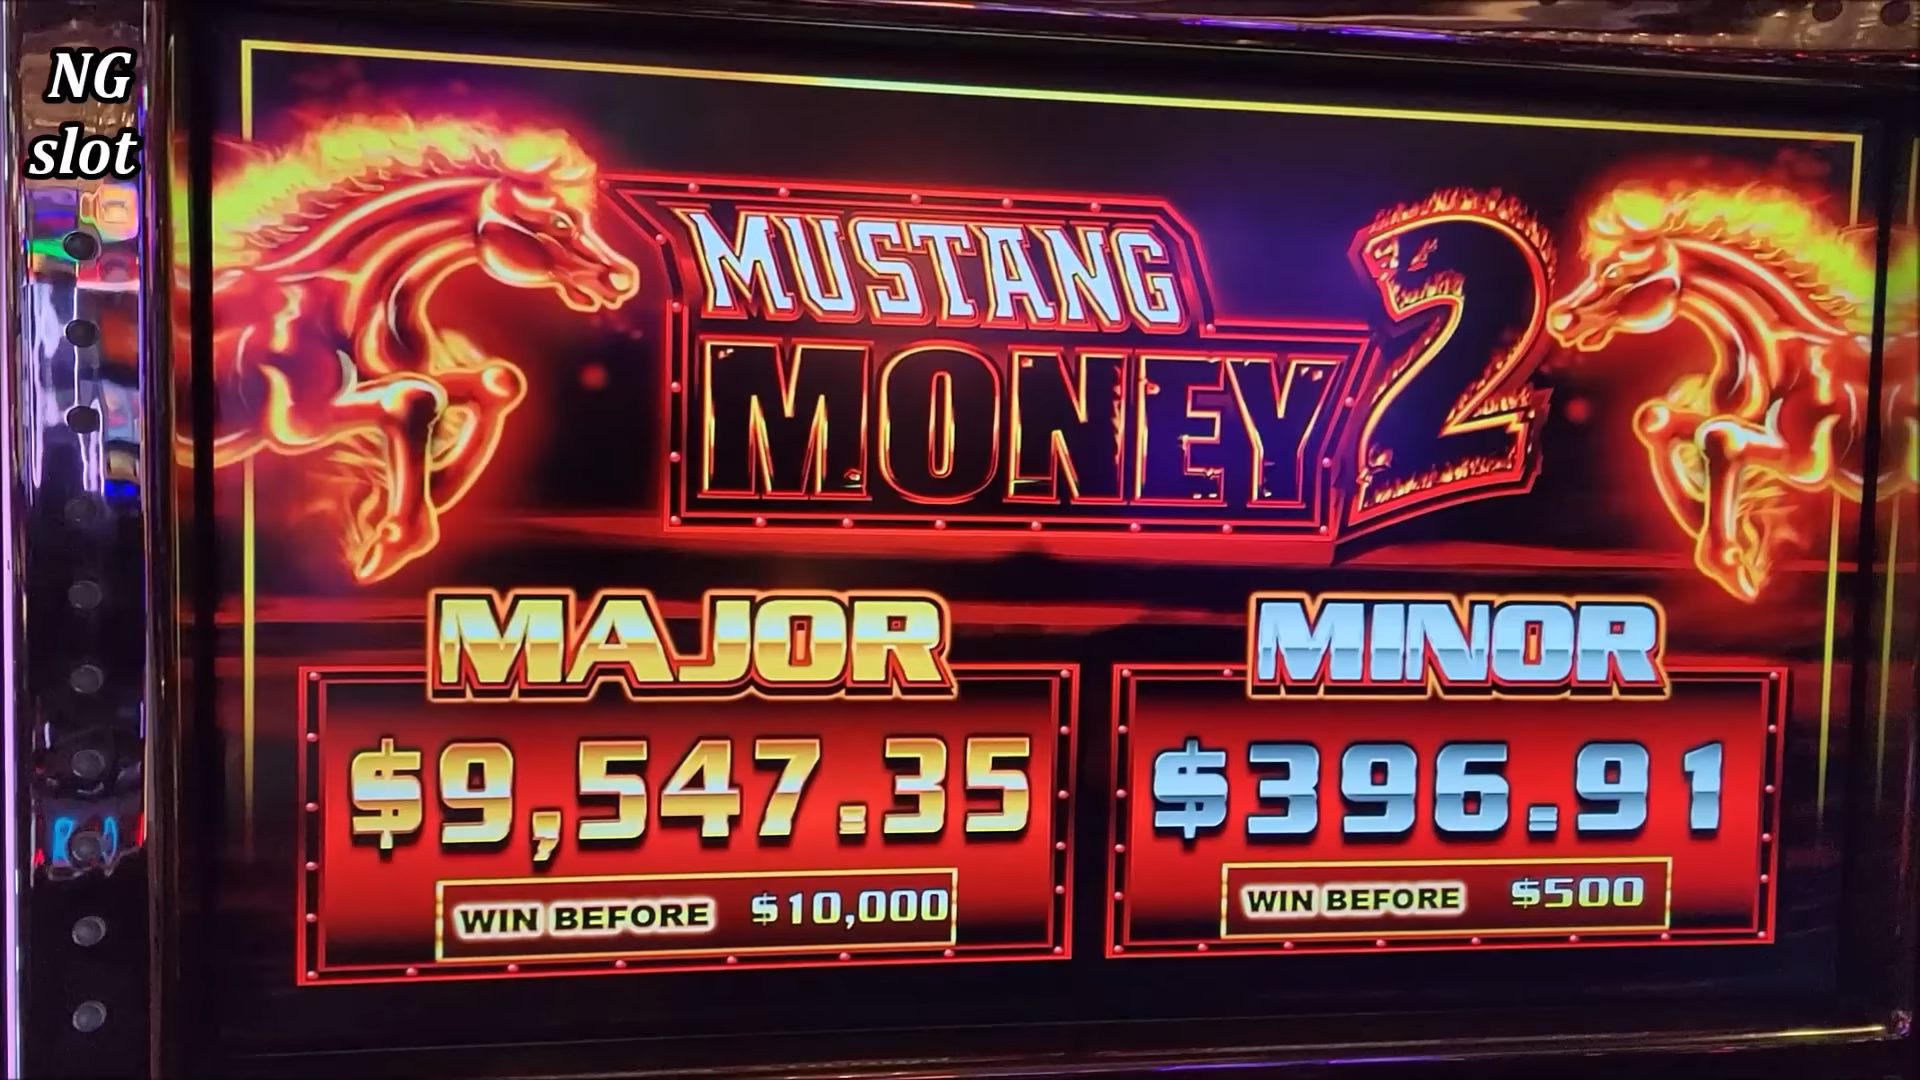 NG
slot
MUSTANG
MONEY 2
MAJOR
$9,547.35
WIN BEFORE $10,000
MINOR
$396.91
WIN BEFORE $500